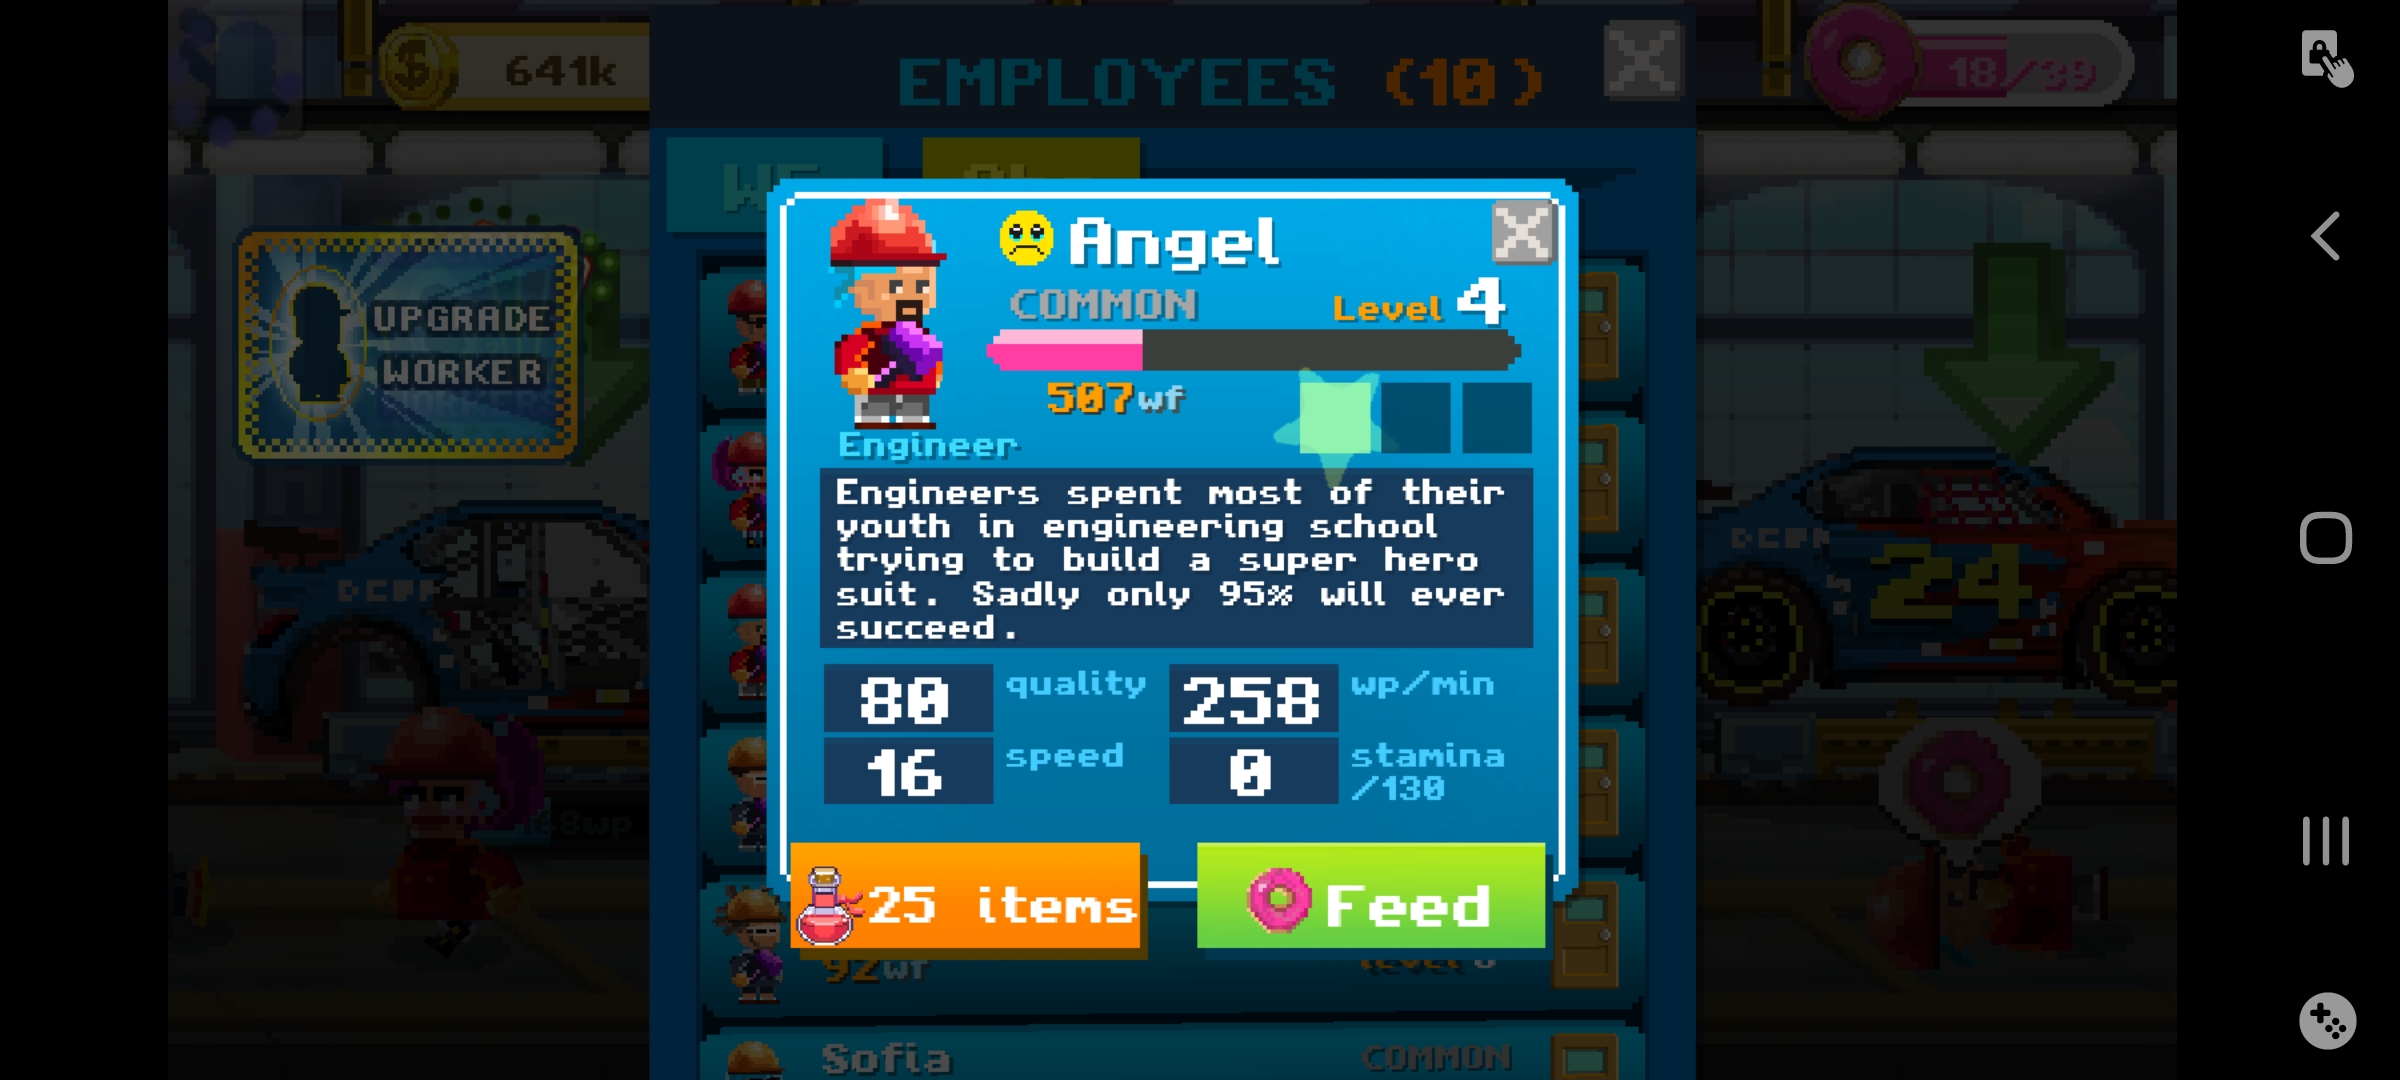 641k
EMPLOYEES (10)
18/39
UPGRADE
WORKER
Angel
COMMON
Level 4
507wf
Engineer
Engineers spent most of their
youth in engineering school
trying to build a super hero
suit. Sadly only 95% will ever
succeed.
80 quality
258 wp/min
16 speed
0 stamina
/130
25 items
Feed
92wf
level
Sofia
COMMON
24